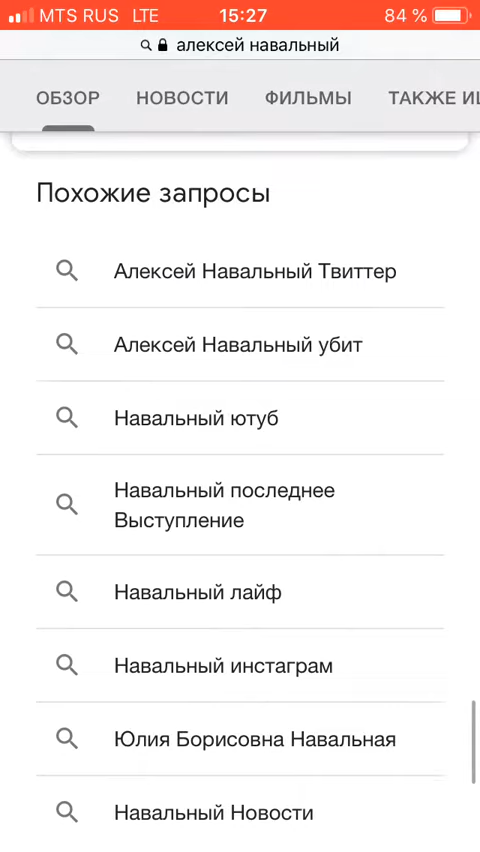 MTS RUS LTE 15:27 84 %
алексей навальный
ОБЗОР НОВОСТИ ФИЛЬМЫ ТАКЖЕ
Похожие запросы
Алексей Навальный Твиттер
Алексей Навальный убит
Навальный ютуб
Навальный последнее
Выступление
Навальный лайф
Навальный инстаграм
Юлия Борисовна Навальная
Навальный Новости